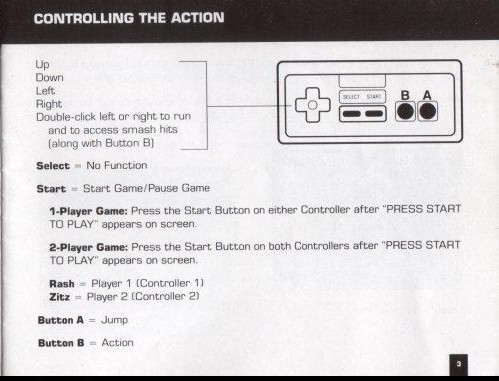 CONTROLLING THE ACTION
Up
Down
Left
Right
Double-click left or right to run
and to access smash hits
(along with Button B)
SELECT START
B A
Select = No Function
Start = Start Game/Pause Game
1-Player Game: Press the Start Button on either Controller after "PRESS START
TO PLAY" appears on screen.
2-Player Game: Press the Start Button on both Controllers after "PRESS START
TO PLAY" appears on screen.
Rash = Player 1 (Controller 1)
Zitz = Player 2 (Controller 2)
Button A = Jump
Button B = Action
3